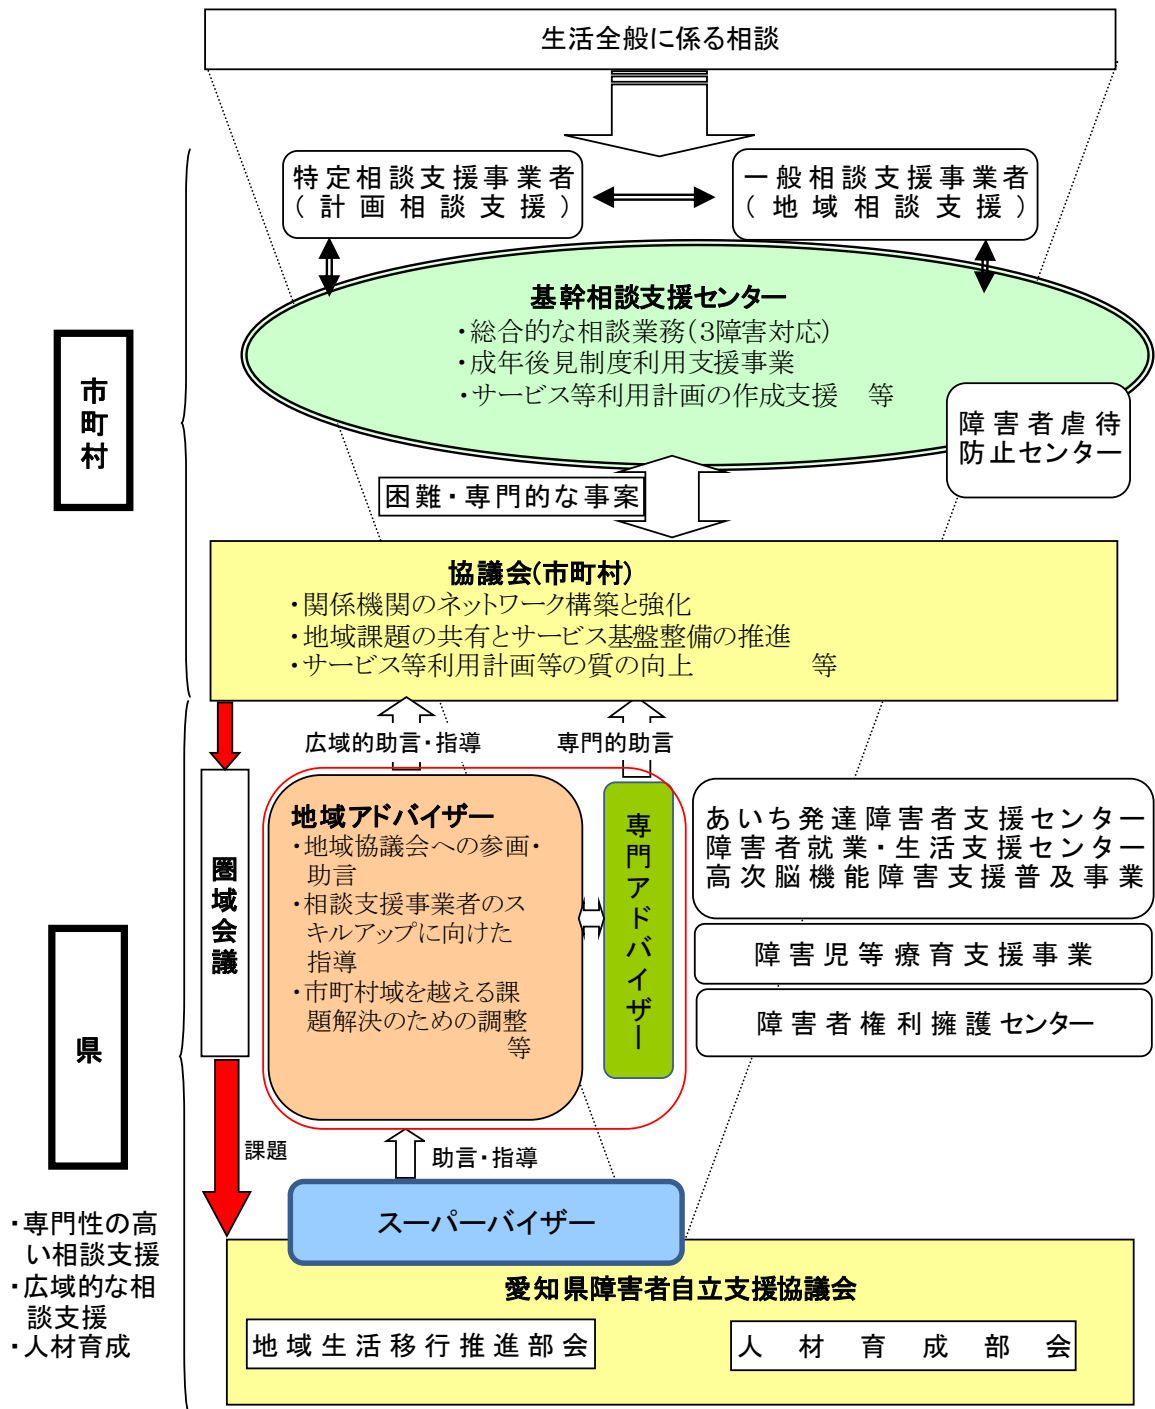 生活全般に係る相談
特定相談支援事業者
(計画相談支援)
一般相談支援事業者
(地域相談支援)
基幹相談支援センター
・総合的な相談業務(3障害対応)
・成年後見制度利用支援事業
・サービス等利用計画の作成支援　等
障害者虐待
防止センター
市町村
困難・専門的な事案
協議会(市町村)
・関係機関のネットワーク構築と強化
・地域課題の共有とサービス基盤整備の推進
・サービス等利用計画等の質の向上　等
広域的助言・指導
専門的助言
圏域会議
地域アドバイザー
・地域協議会への参画・
助言
・相談支援事業者のス
キルアップに向けた
指導
・市町村域を越える課
題解決のための調整
等
専門アドバイザー
あいち発達障害者支援センター
障害者就業・生活支援センター
高次脳機能障害支援普及事業
障害児等療育支援事業
障害者権利擁護センター
県
・専門性の高
い相談支援
・広域的な相
談支援
・人材育成
課題
助言・指導
スーパーバイザー
愛知県障害者自立支援協議会
地域生活移行推進部会
人材育成部会